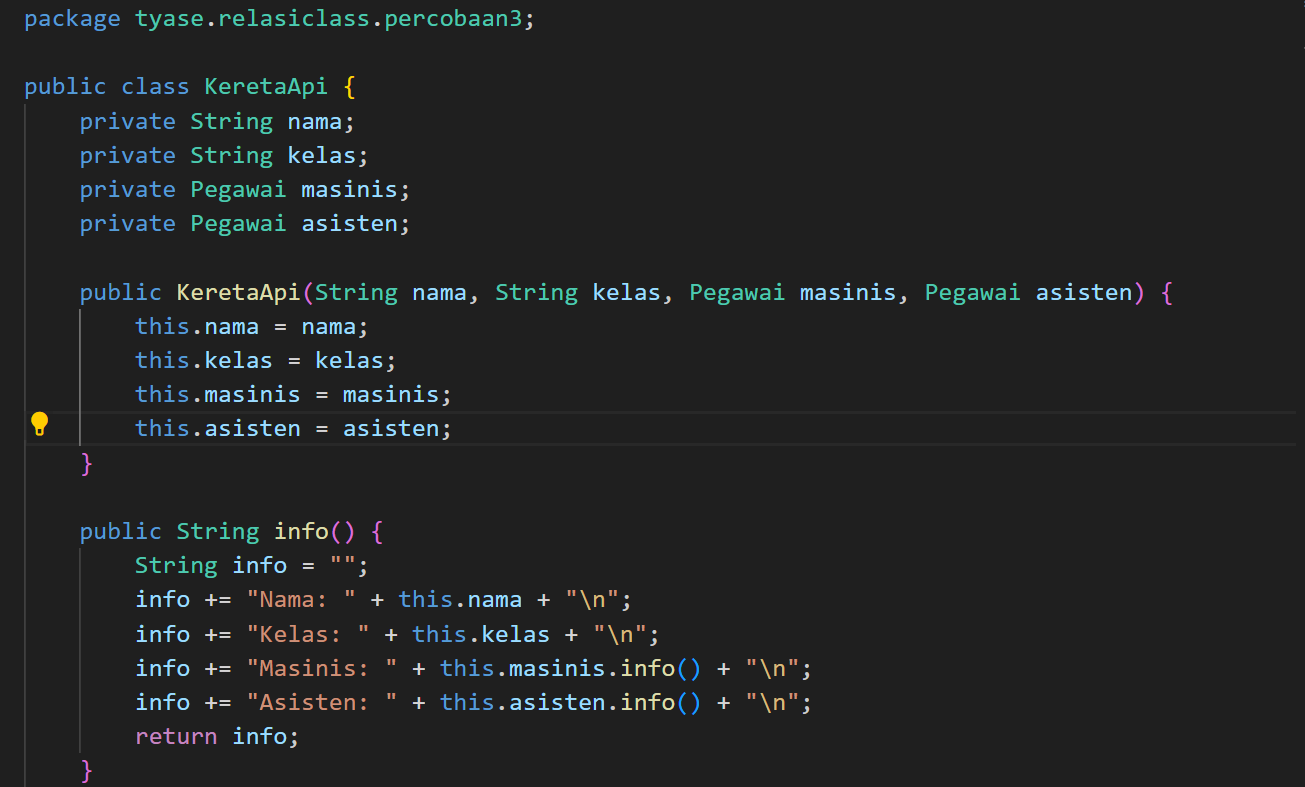 package tyase.relasiclass.percobaan3;
public class KeretaApi {
private String nama;
private String kelas;
private Pegawai masinis;
private Pegawai asisten;
public KeretaApi(String nama, String kelas, Pegawai masinis, Pegawai asisten) {
this.nama = nama;
this.kelas = kelas;
this.masinis = masinis;
this.asisten = asisten;
}
public String info() {
String info = "";
info += "Nama: " + this.nama + "\n";
info += "Kelas: " + this.kelas + "\n";
info += "Masinis: " + this.masinis.info() + "\n";
info += "Asisten: " + this.asisten.info() + "\n";
return info;
}